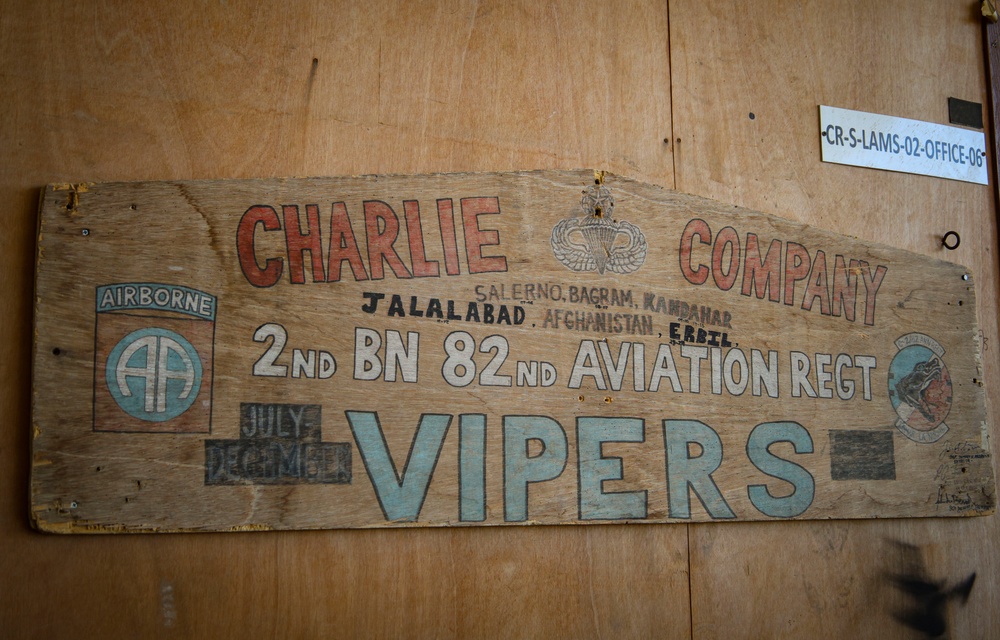 CR-S-LAMS-02-OFFICE-06
CHARLIE COMPANY
SALERNO, BAGRAM, KANDAHAR
JALALABAD, AFGHANISTAN, ERBIL,
AIRBORNE
AA
2ND BN 82ND AVIATION REGT
JULY
DECEMBER
VIPERS